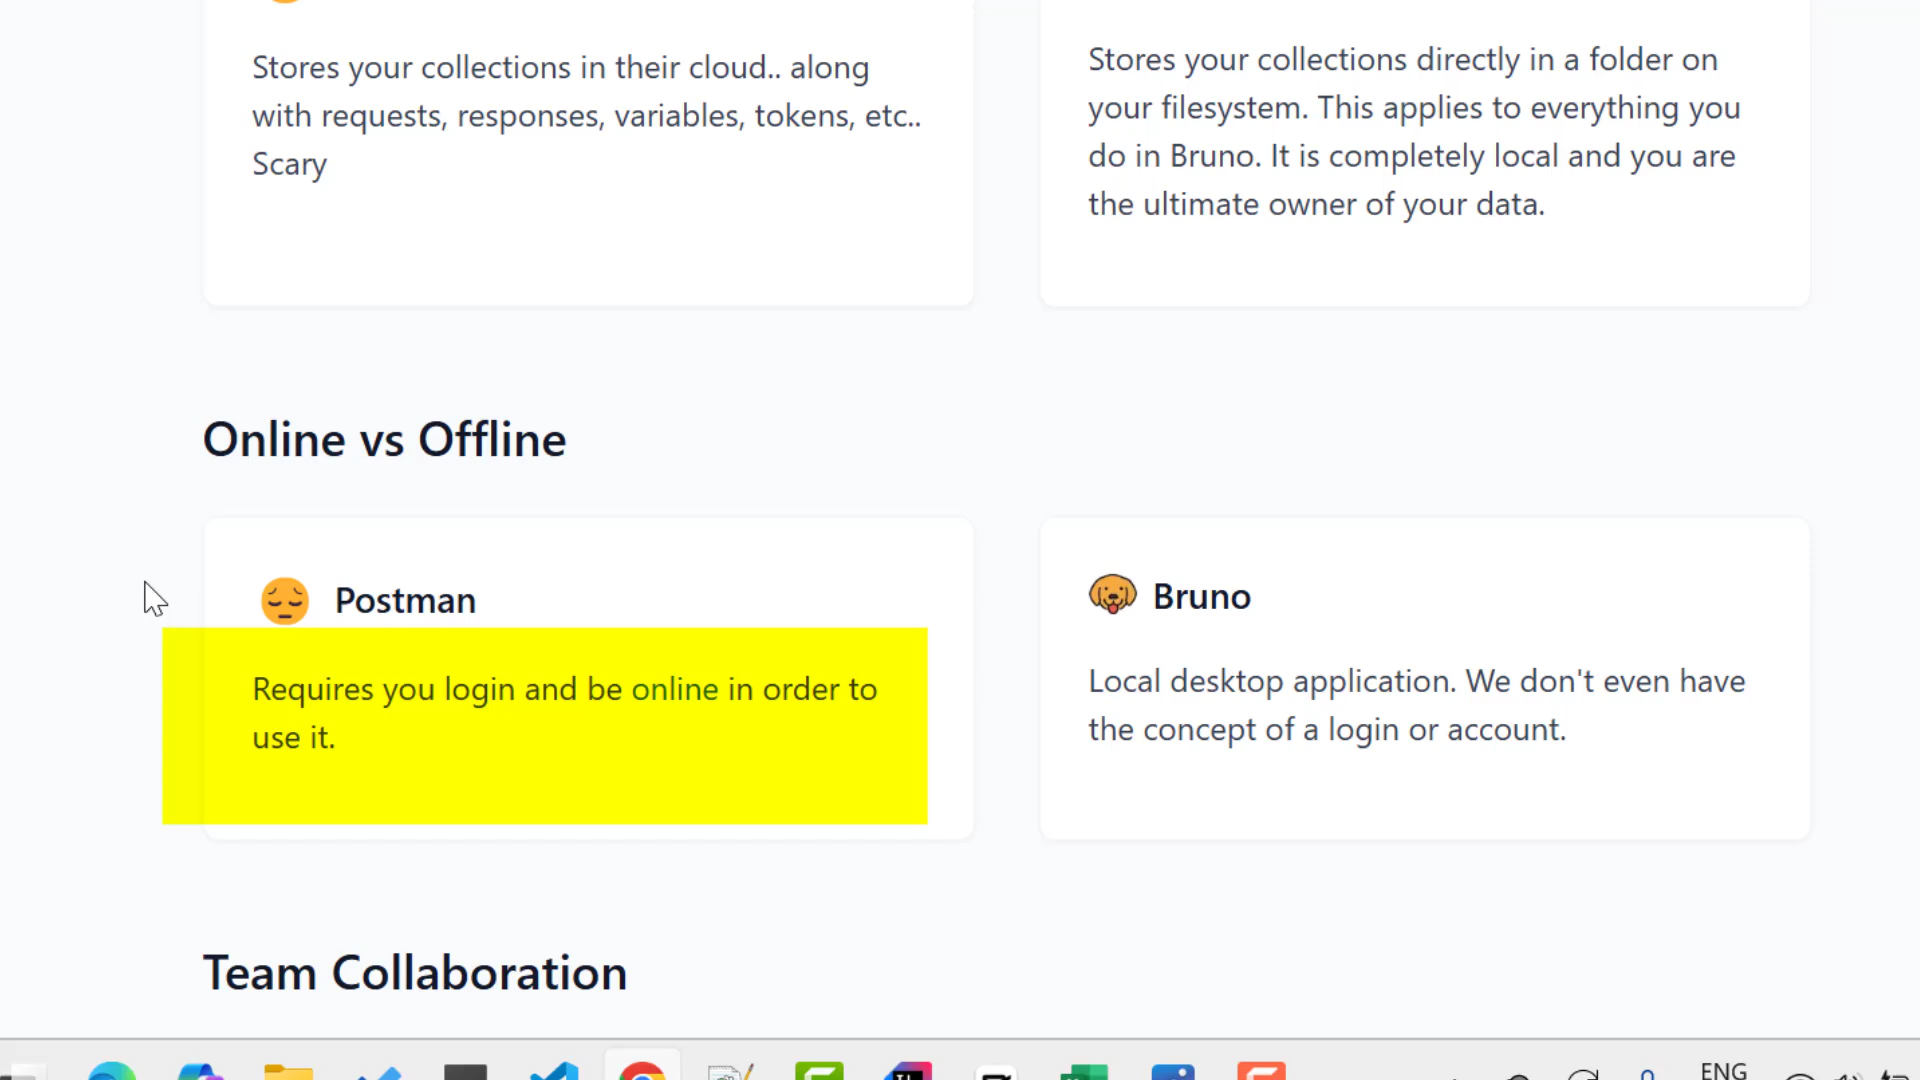 Stores your collections in their cloud.. along
with requests, responses, variables, tokens, etc..
Scary
Stores your collections directly in a folder on
your filesystem. This applies to everything you
do in Bruno. It is completely local and you are
the ultimate owner of your data.
Online vs Offline
Postman
Requires you login and be online in order to
use it.
Bruno
Local desktop application. We don't even have
the concept of a login or account.
Team Collaboration
ENG